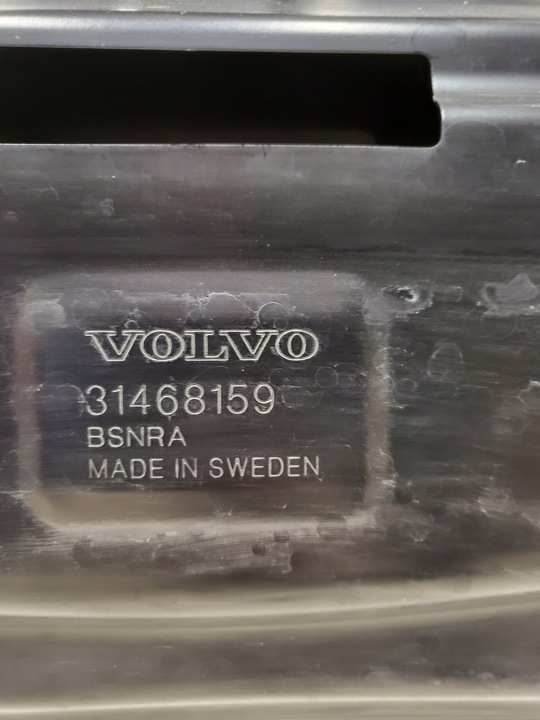 VOLVO
31468159
BSNRA
MADE IN SWEDEN